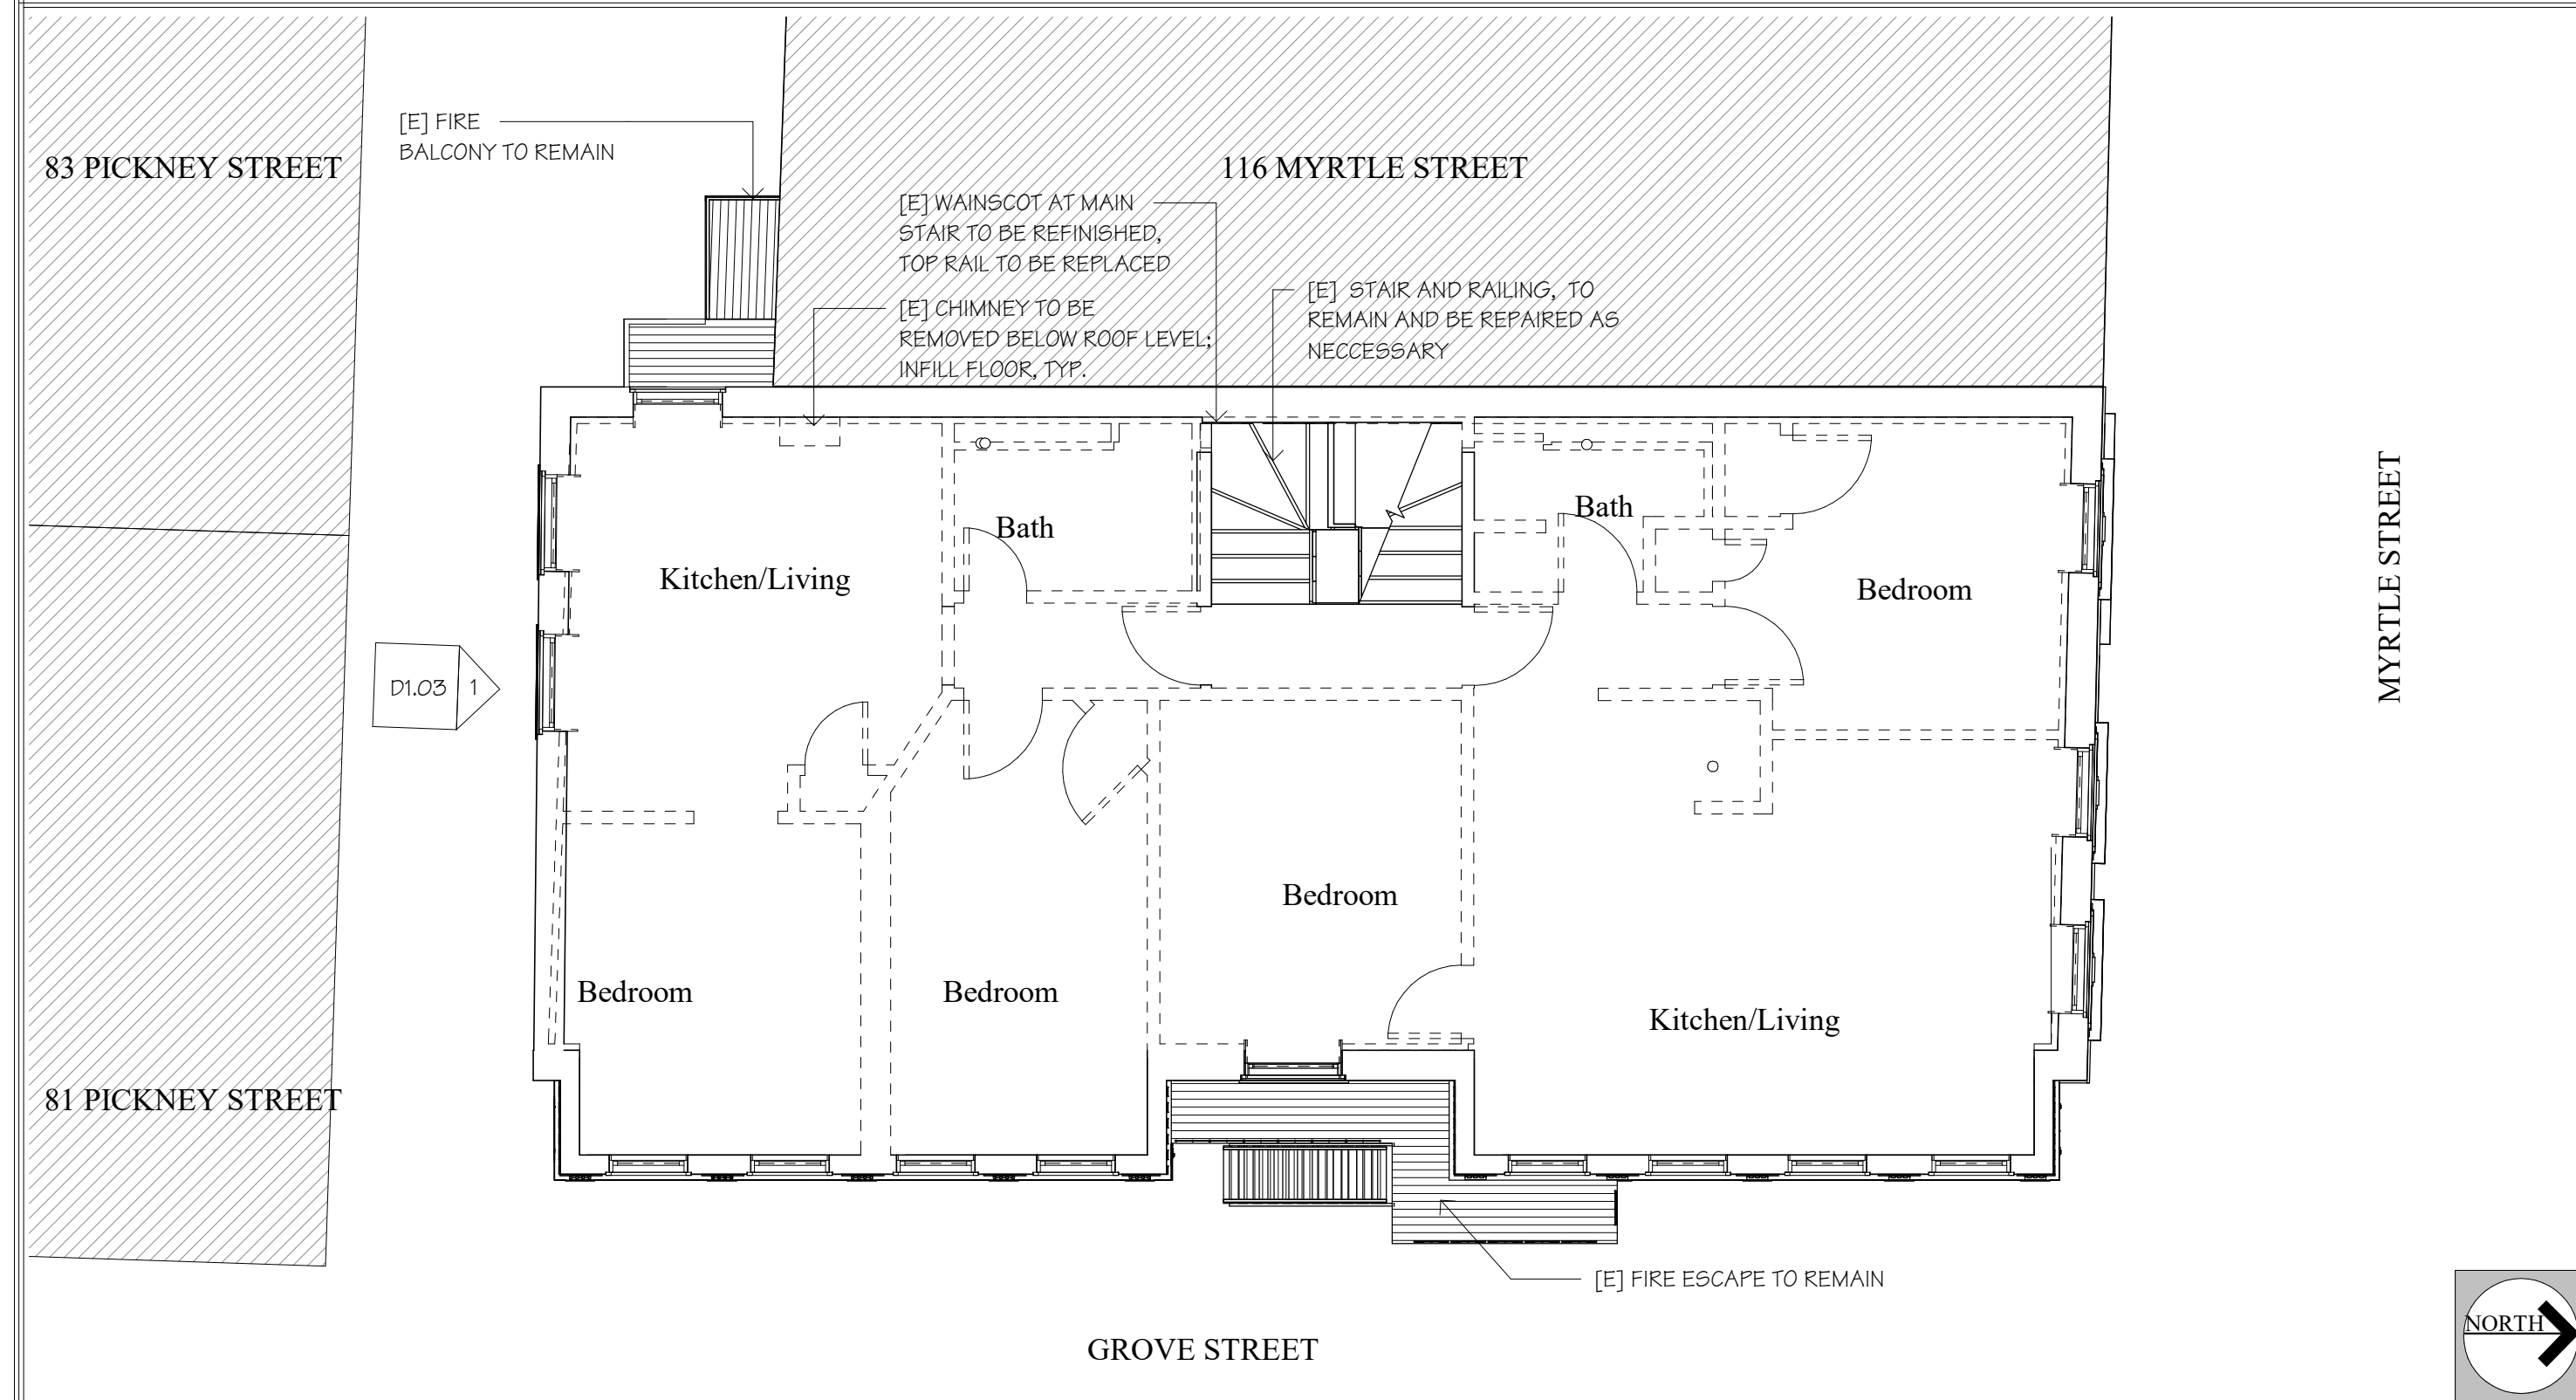 [E] FIRE
BALCONY TO REMAIN
83 PICKNEY STREET
116 MYRTLE STREET
[E] WAINSCOT AT MAIN
STAIR TO BE REFINISHED,
TOP RAIL TO BE REPLACED
[E] STAIR AND RAILING, TO
REMAIN AND BE REPAIRED AS
NECCESSARY
[E] CHIMNEY TO BE
REMOVED BELOW ROOF LEVEL;
INFILL FLOOR, TYP.
Bath
Bath
Kitchen/Living
Bedroom
MYRTLE STREET
D1.03
1
Bedroom
Bedroom
Bedroom
Kitchen/Living
81 PICKNEY STREET
[E] FIRE ESCAPE TO REMAIN
GROVE STREET
NORTH